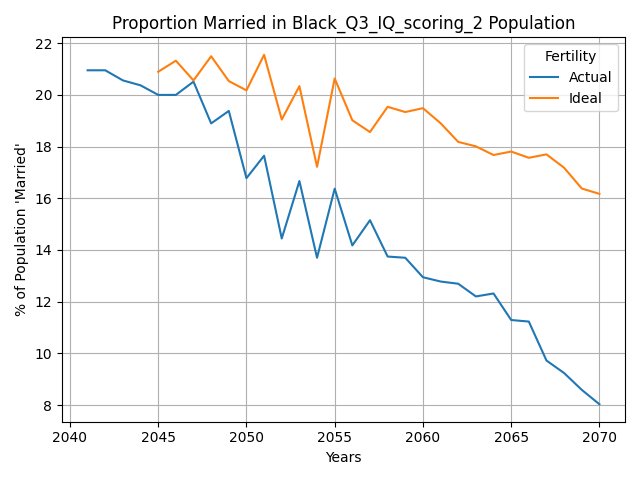 Proportion Married in Black_Q3_IQ_scoring_2 Population
% of Population 'Married'
22
20
18
16
14
12
10
8
Fertility
Actual
Ideal
2040 2045 2050 2055 2060 2065 2070
Years